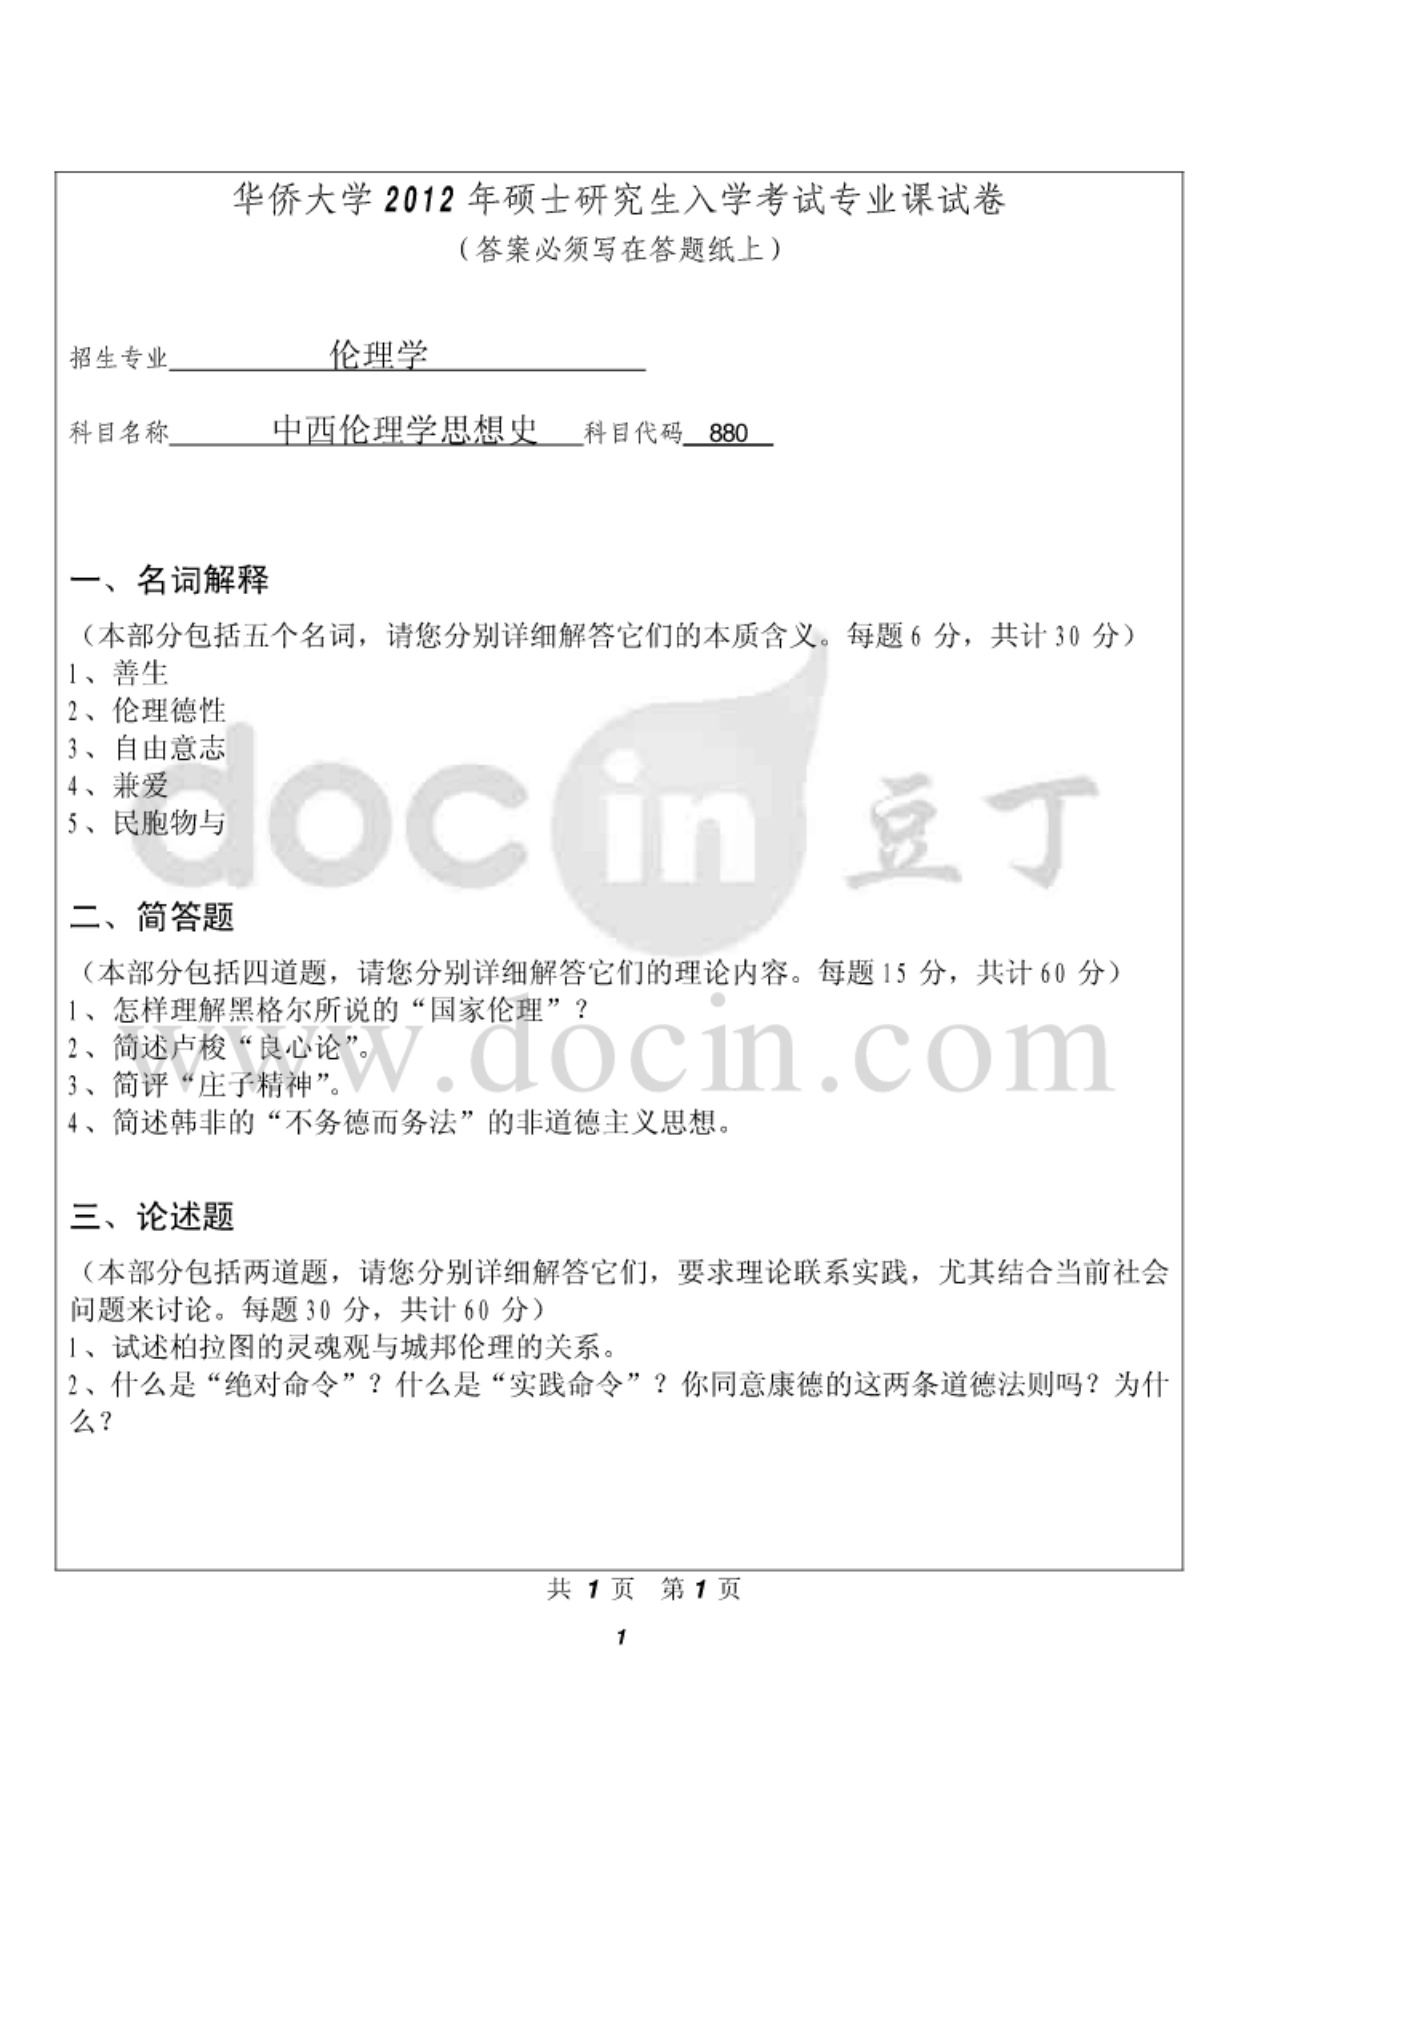 华侨大学 2012 年硕士研究生入学考试专业课试卷
（答案必须写在答题纸上）
招生专业 伦理学
科目名称 中西伦理学思想史 科目代码 880
一、名词解释
（本部分包括五个名词，请您分别详细解答它们的本质含义。每题 6 分，共计 30 分）
1、善生
2、伦理德性
3、自由意志
4、兼爱
5、民胞物与
二、简答题
（本部分包括四道题，请您分别详细解答它们的理论内容。每题 15 分，共计 60 分）
1、怎样理解黑格尔所说的“国家伦理”？
2、简述卢梭“良心论”。
3、简评“庄子精神”。
4、简述韩非的“不务德而务法”的非道德主义思想。
三、论述题
（本部分包括两道题，请您分别详细解答它们，要求理论联系实践，尤其结合当前社会
问题来讨论。每题 30 分，共计 60 分）
1、试述柏拉图的灵魂观与城邦伦理的关系。
2、什么是“绝对命令”？什么是“实践命令”？你同意康德的这两条道德法则吗？为什
么？
共 1 页 第 1 页
1
docin 豆丁
www.docin.com